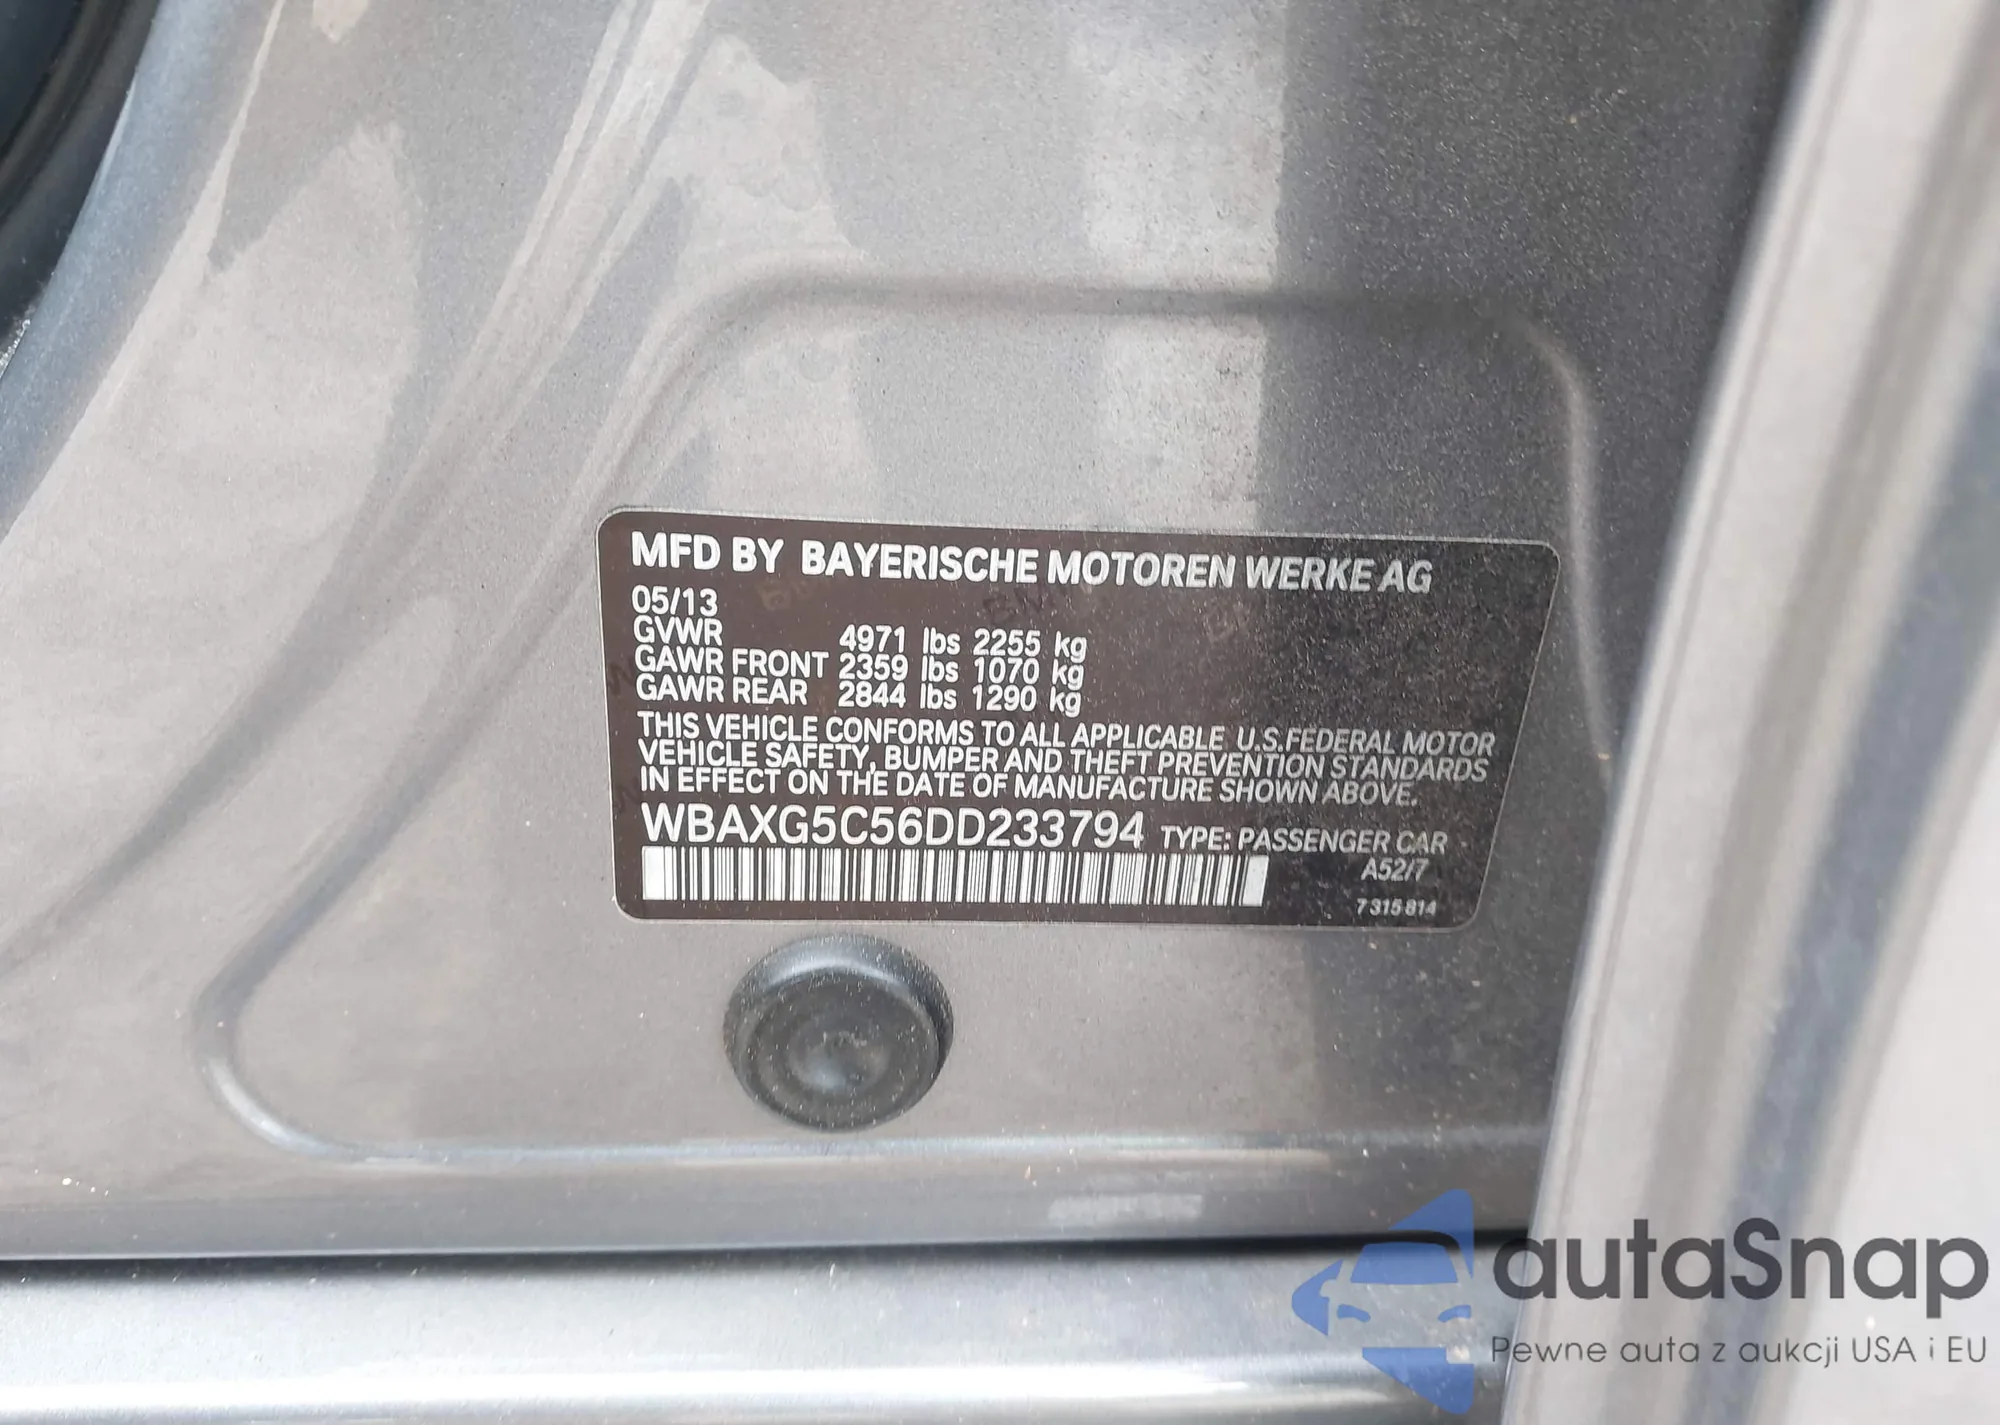 MFD BY BAYERISCHE MOTOREN WERKE AG
05/13
GVWR 4971 lbs 2255 kg
GAWR FRONT 2359 lbs 1070 kg
GAWR REAR 2844 lbs 1290 kg
THIS VEHICLE CONFORMS TO ALL APPLICABLE U.S.FEDERAL MOTOR
VEHICLE SAFETY, BUMPER AND THEFT PREVENTION STANDARDS
IN EFFECT ON THE DATE OF MANUFACTURE SHOWN ABOVE.
WBAXG5C56DD233794 TYPE: PASSENGER CAR
A52/7
7 315 814
autaSnap
Pewne auta z aukcji USA i EU